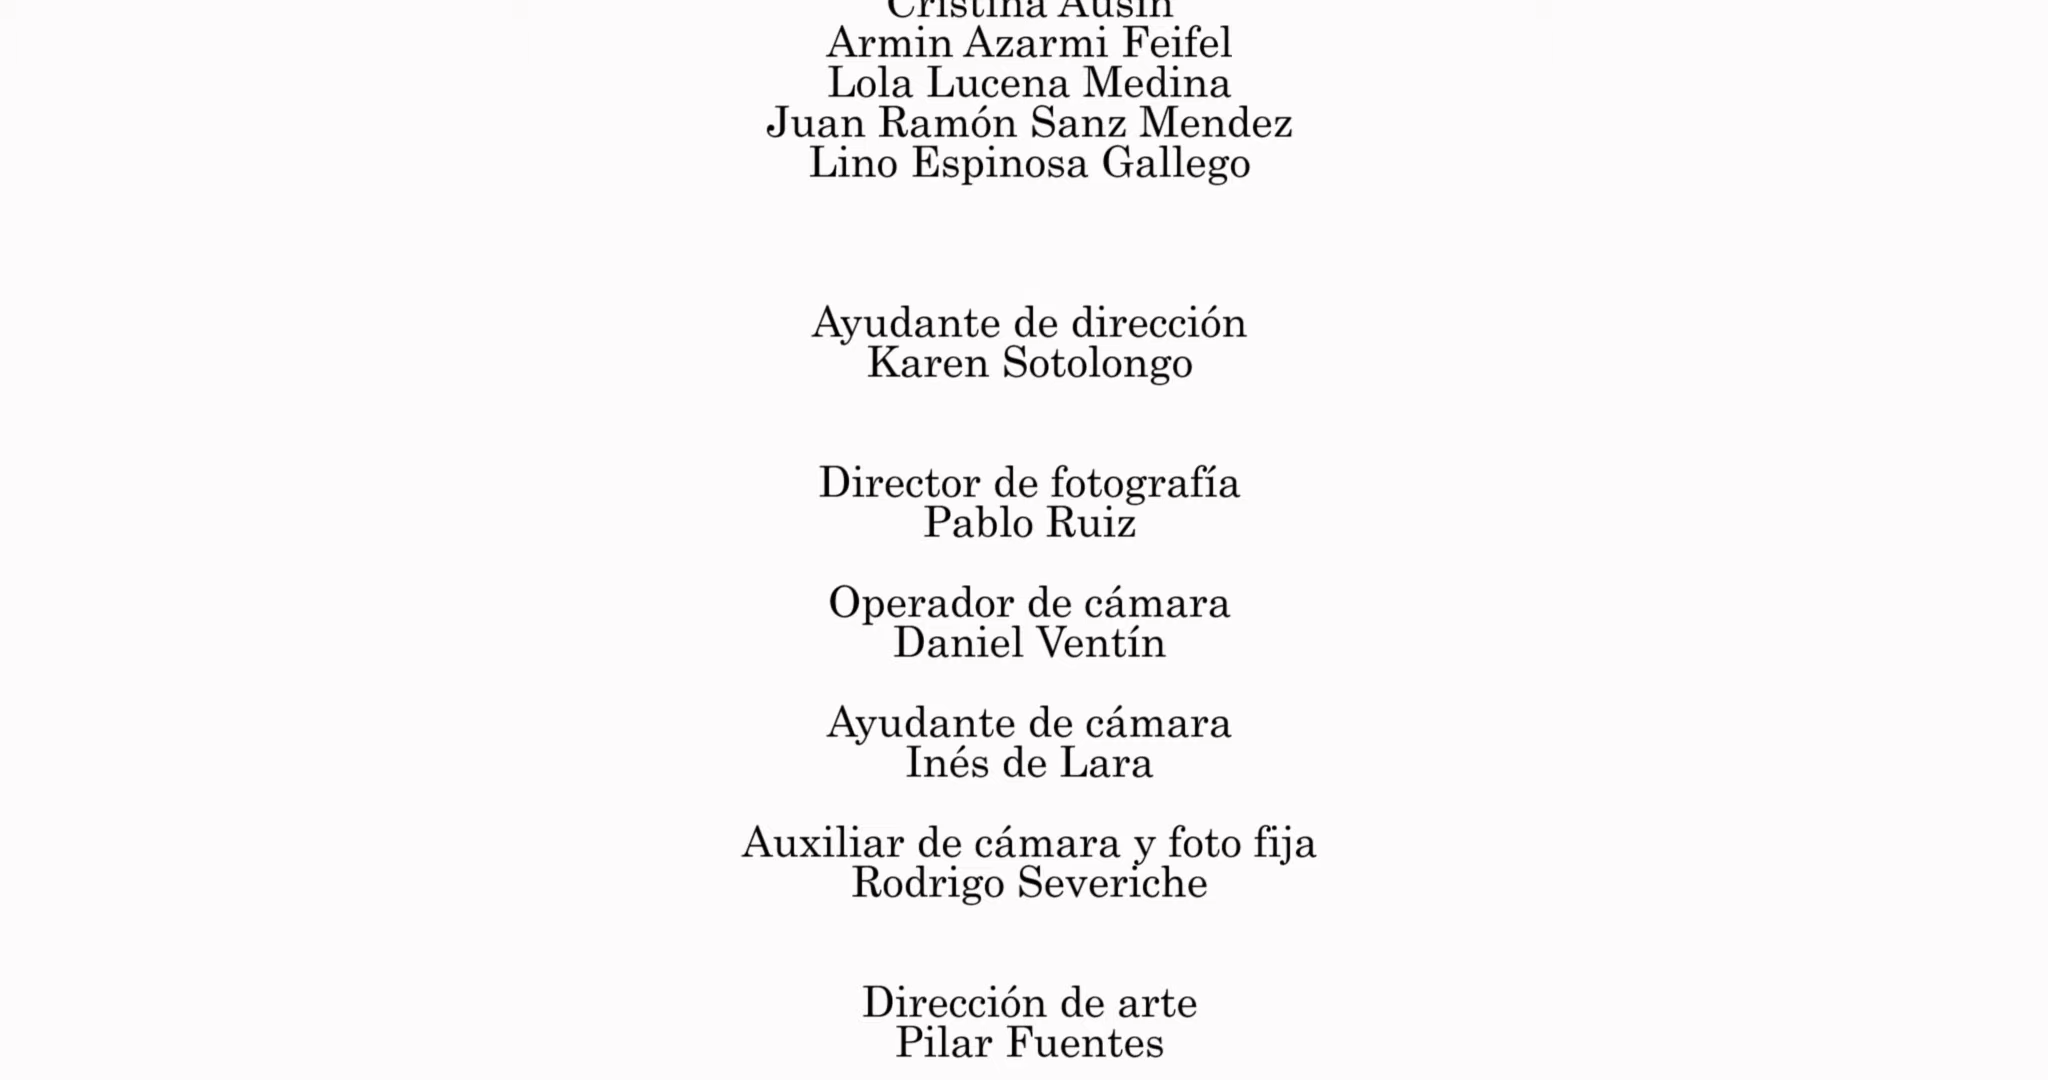 Cristina Ausín
Armin Azarmi Feifel
Lola Lucena Medina
Juan Ramón Sanz Mendez
Lino Espinosa Gallego
Ayudante de dirección
Karen Sotolongo
Director de fotografía
Pablo Ruiz
Operador de cámara
Daniel Ventín
Ayudante de cámara
Inés de Lara
Auxiliar de cámara y foto fija
Rodrigo Severiche
Dirección de arte
Pilar Fuentes